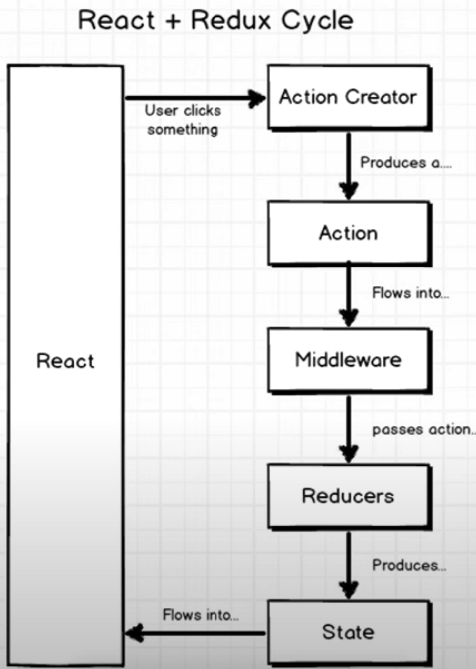 React + Redux Cycle
User clicks
something
Action Creator
Produces a....
Action
Flows into...
React
Middleware
passes action..
Reducers
Produces...
Flows into...
State